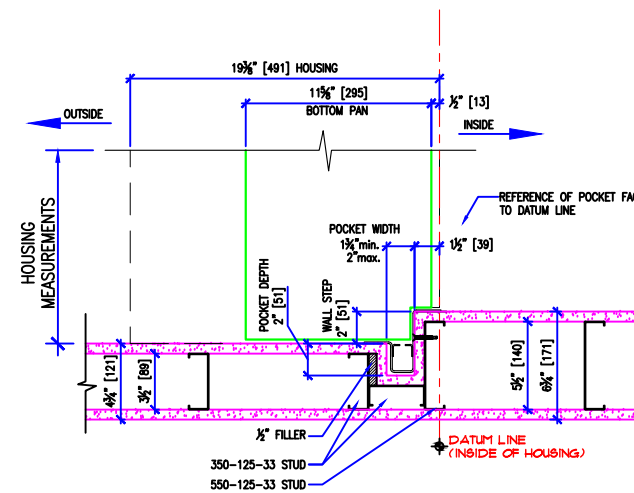 19⅜" [491] HOUSING
11⅝" [295]
BOTTOM PAN
½" [13]
OUTSIDE
INSIDE
REFERENCE OF POCKET FA
TO DATUM LINE
HOUSING
MEASUREMENTS
POCKET WIDTH
1¾"min.
2"max.
1½" [39]
POCKET DEPTH
2" [51]
WALL STEP
2" [51]
4¾" [121]
3½" [89]
5½" [140]
6¾" [171]
½" FILLER
350-125-33 STUD
550-125-33 STUD
DATUM LINE
(INSIDE OF HOUSING)